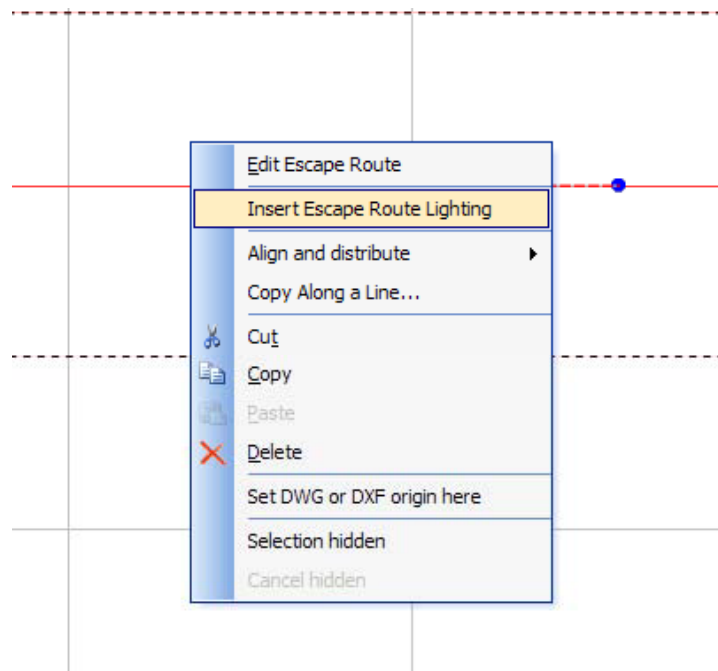 Edit Escape Route
Insert Escape Route Lighting
Align and distribute
Copy Along a Line...
Cut
Copy
Paste
Delete
Set DWG or DXF origin here
Selection hidden
Cancel hidden